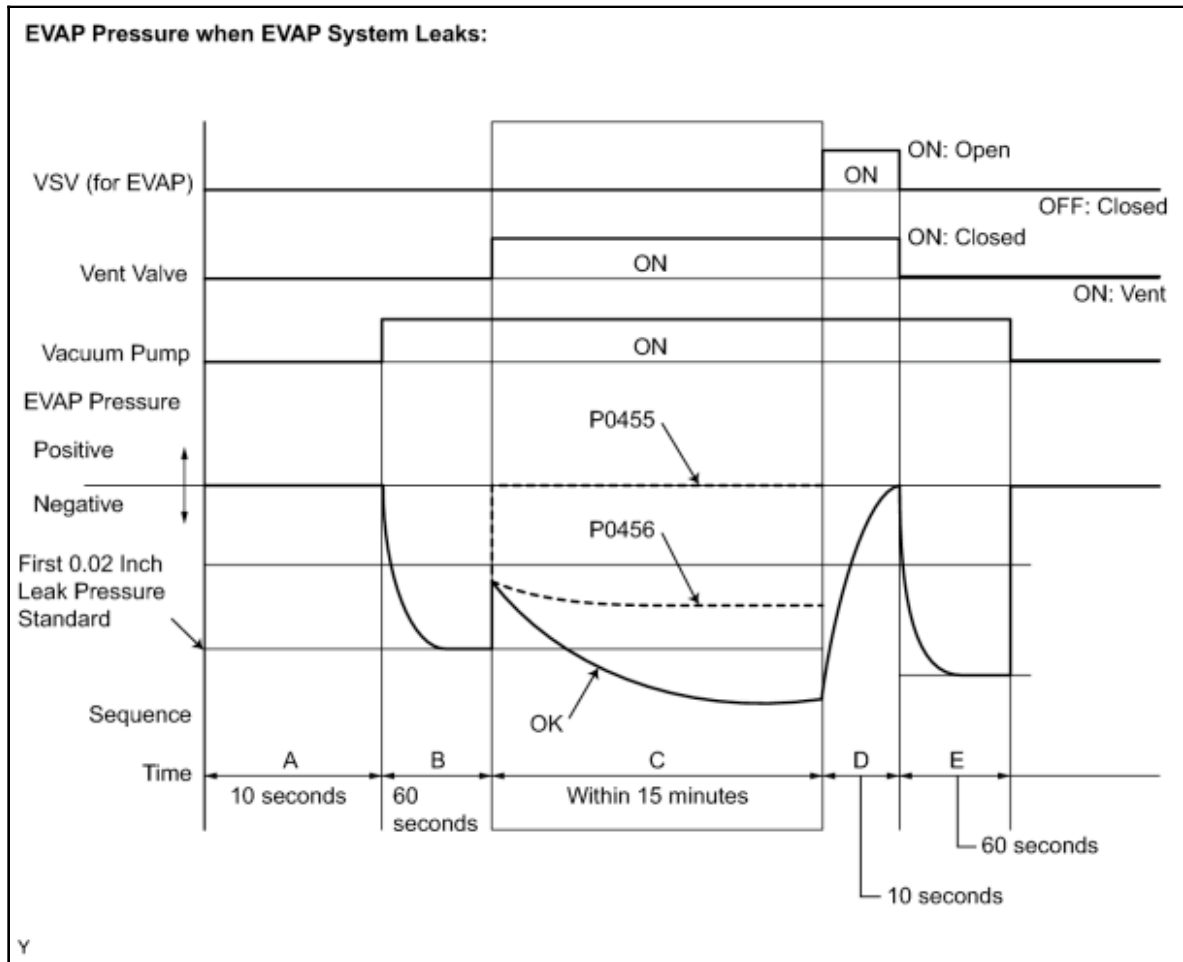 EVAP Pressure when EVAP System Leaks:
ON: Open
VSV (for EVAP)
ON
OFF: Closed
ON: Closed
Vent Valve
ON
ON: Vent
Vacuum Pump
ON
EVAP Pressure
P0455
Positive
Negative
P0456
First 0.02 Inch
Leak Pressure
Standard
Sequence
OK
Time
A
B
C
D
E
10 seconds
60
seconds
Within 15 minutes
60 seconds
10 seconds
Y